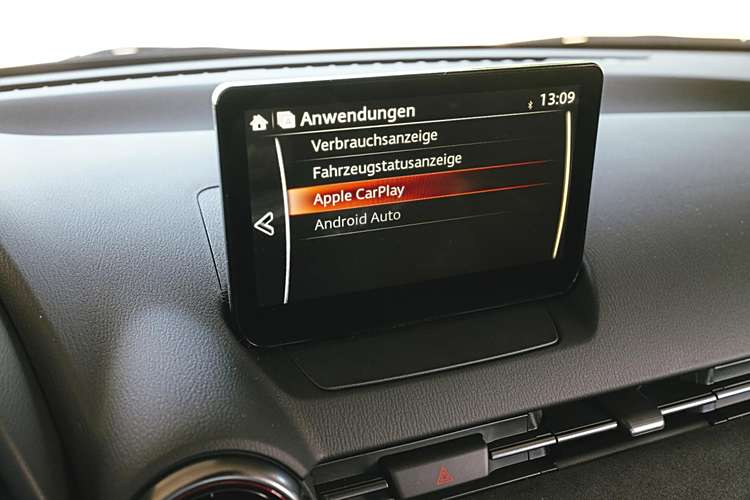 Anwendungen
13:09
Verbrauchsanzeige
Fahrzeugstatusanzeige
Apple CarPlay
Android Auto